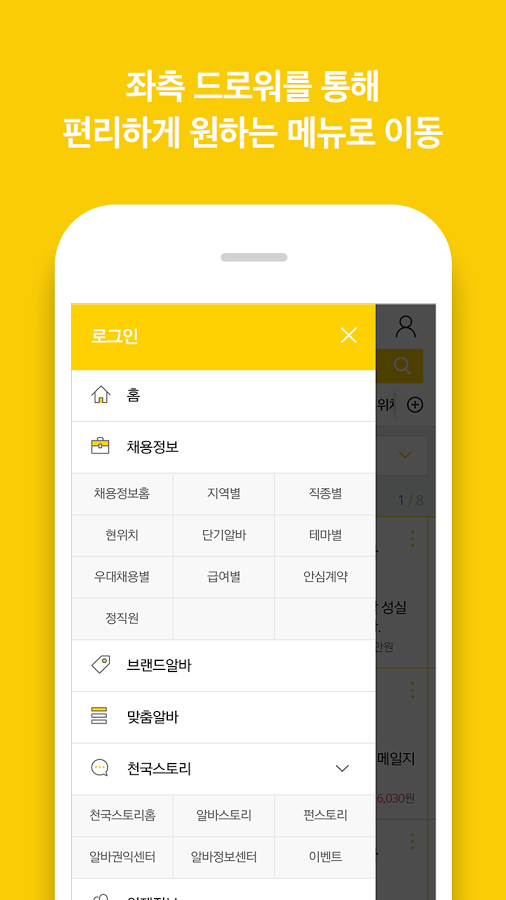 좌측 드로워를 통해
편리하게 원하는 메뉴로 이동
로그인
홈
채용정보
채용정보홈 지역별 직종별
현위치 단기알바 테마별
우대채용별 급여별 안심계약
정직원
브랜드알바
맞춤알바
천국스토리
천국스토리홈 알바스토리 펀스토리
알바권익센터 알바정보센터 이벤트
1 / 8
성실
만원
메일지
6,030원